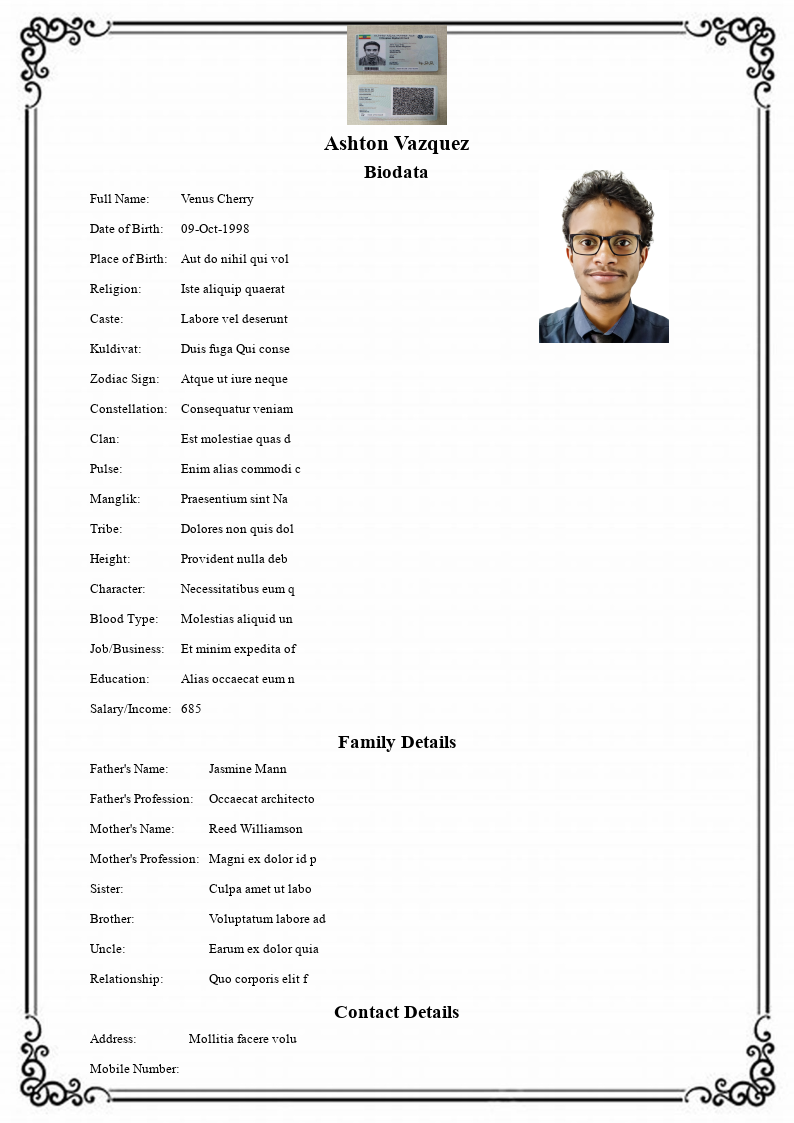 Ashton Vazquez
Biodata
Full Name: Venus Cherry
Date of Birth: 09-Oct-1998
Place of Birth: Aut do nihil qui vol
Religion: Iste aliquip quaerat
Caste: Labore vel deserunt
Kuldivat: Duis fuga Qui conse
Zodiac Sign: Atque ut iure neque
Constellation: Consequatur veniam
Clan: Est molestiae quas d
Pulse: Enim alias commodi c
Manglik: Praesentium sint Na
Tribe: Dolores non quis dol
Height: Provident nulla deb
Character: Necessitatibus eum q
Blood Type: Molestias aliquid un
Job/Business: Et minim expedita of
Education: Alias occaecat eum n
Salary/Income: 685
Family Details
Father's Name: Jasmine Mann
Father's Profession: Occaecat architecto
Mother's Name: Reed Williamson
Mother's Profession: Magni ex dolor id p
Sister: Culpa amet ut labo
Brother: Voluptatum labore ad
Uncle: Earum ex dolor quia
Relationship: Quo corporis elit f
Contact Details
Address: Mollitia facere volu
Mobile Number: